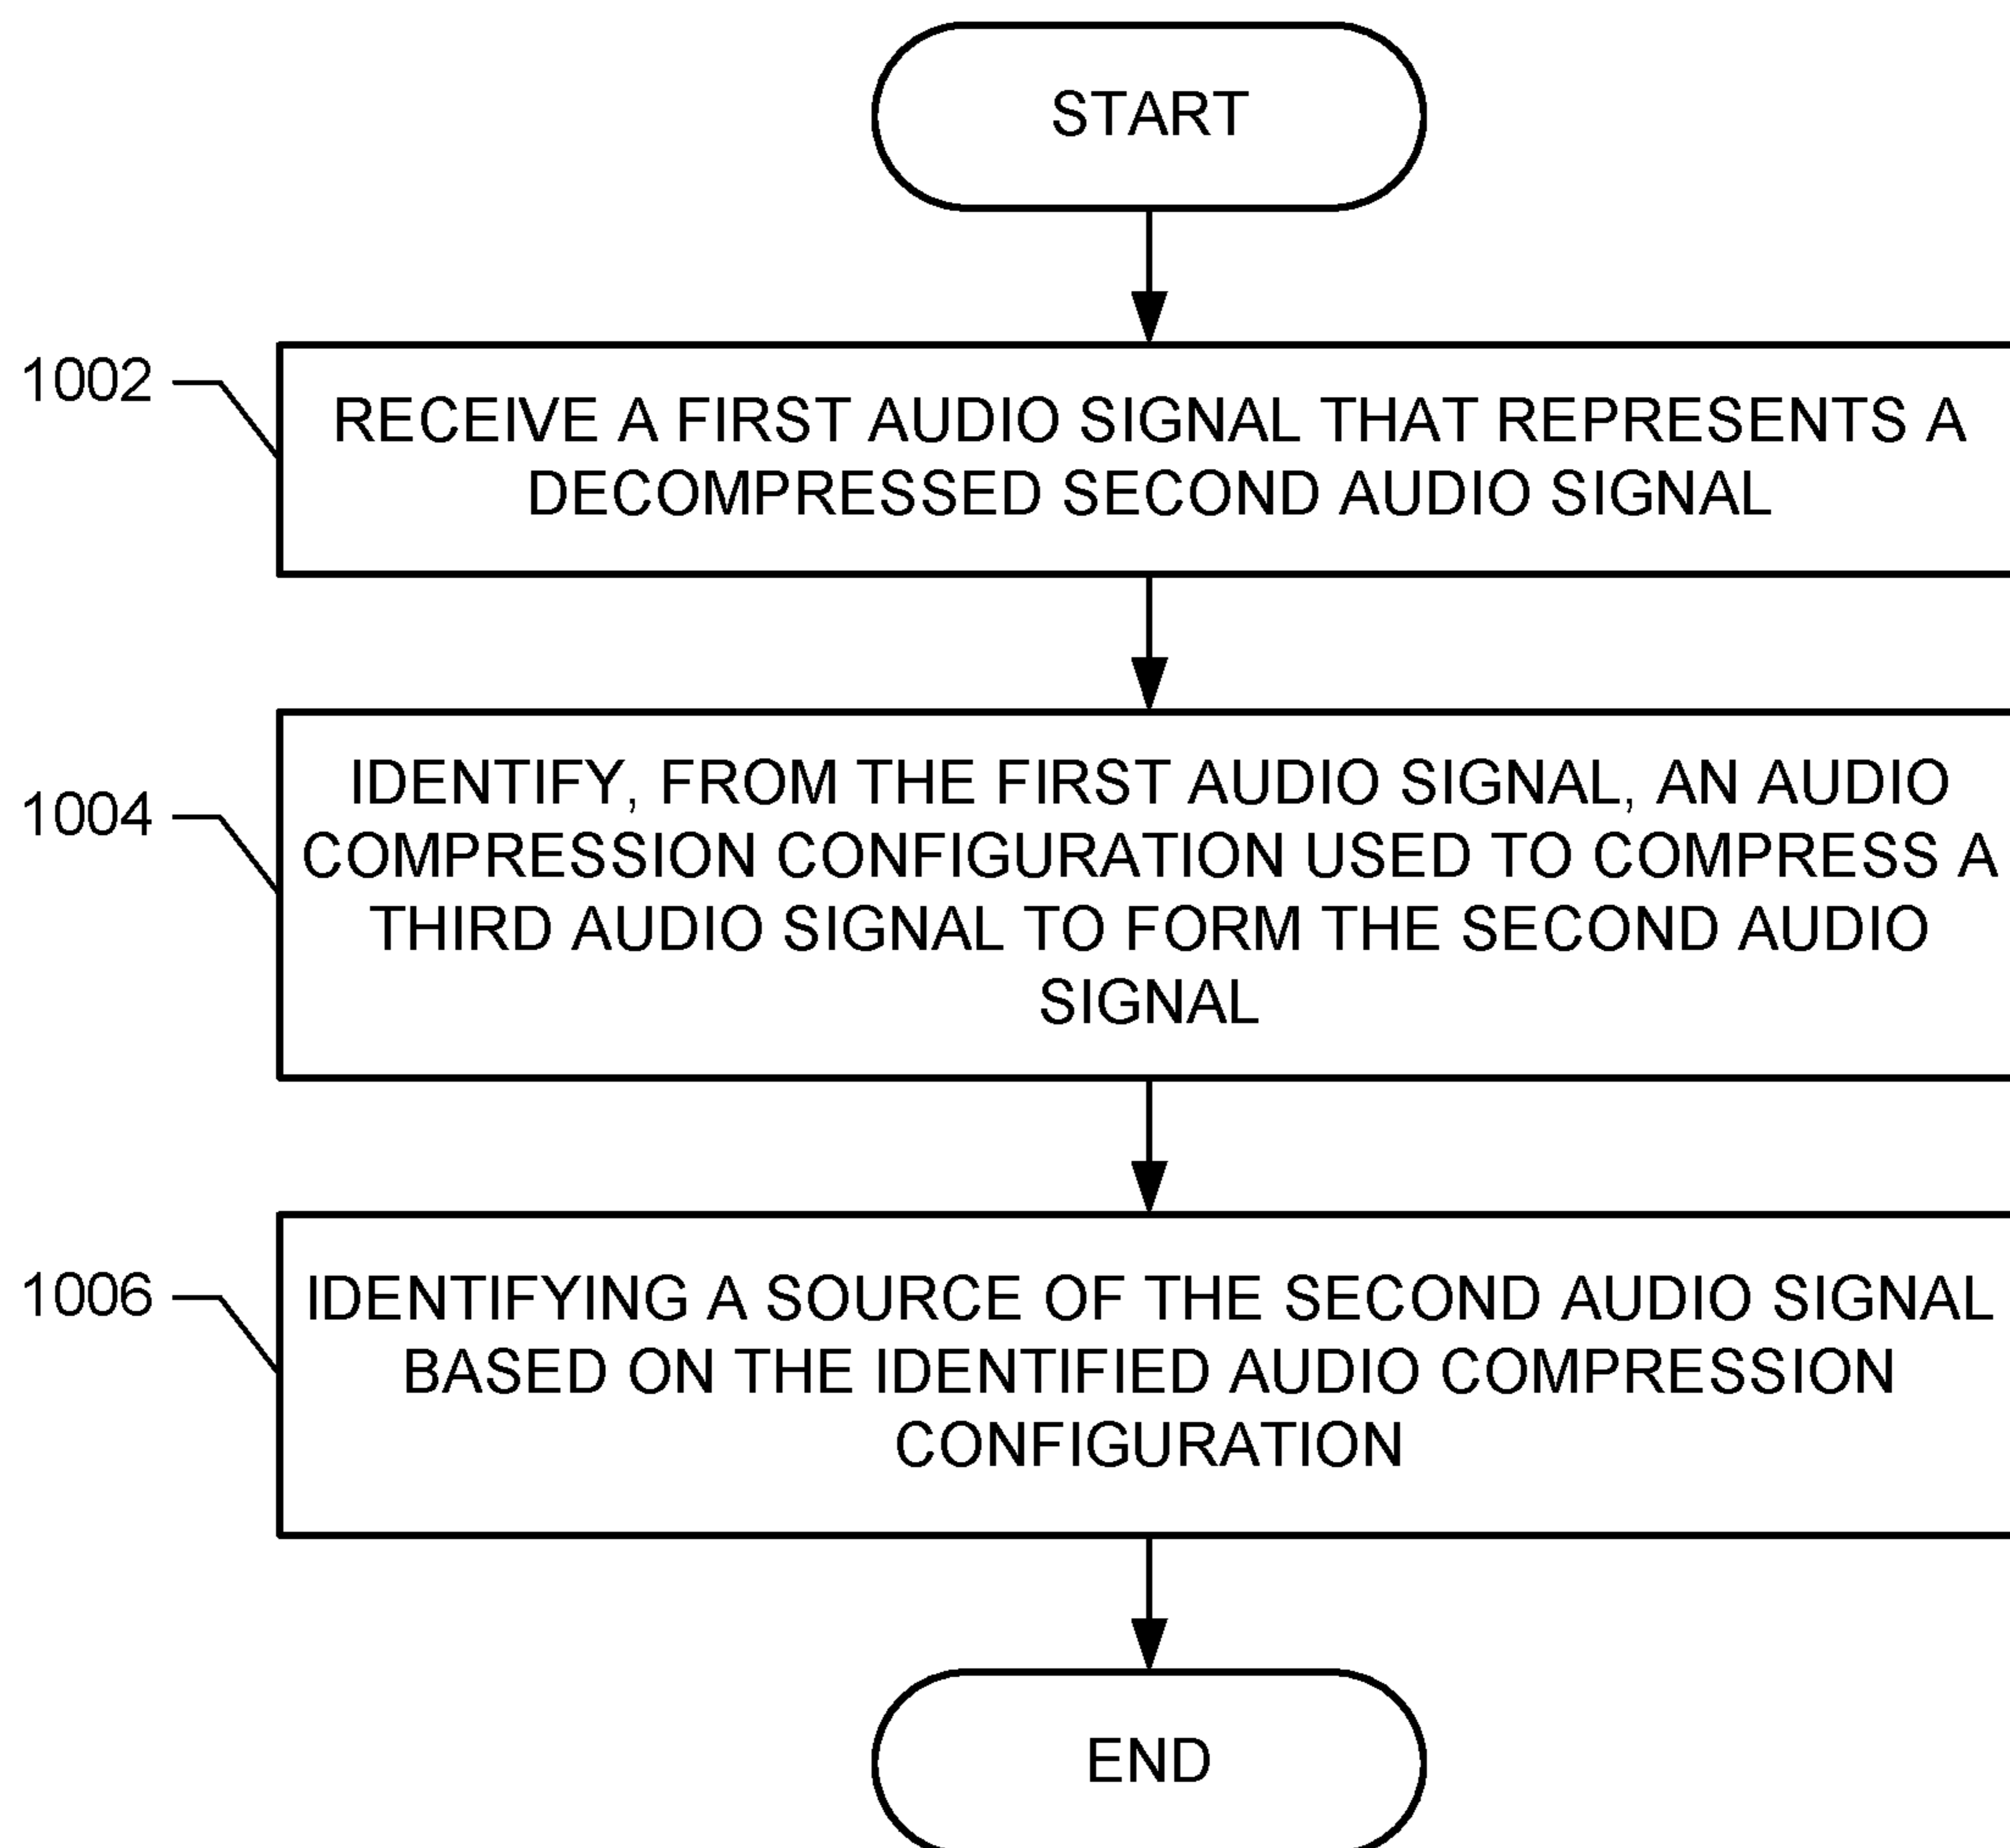 START
1002
RECEIVE A FIRST AUDIO SIGNAL THAT REPRESENTS A
DECOMPRESSED SECOND AUDIO SIGNAL
1004
IDENTIFY, FROM THE FIRST AUDIO SIGNAL, AN AUDIO
COMPRESSION CONFIGURATION USED TO COMPRESS A
THIRD AUDIO SIGNAL TO FORM THE SECOND AUDIO
SIGNAL
1006
IDENTIFYING A SOURCE OF THE SECOND AUDIO SIGNAL
BASED ON THE IDENTIFIED AUDIO COMPRESSION
CONFIGURATION
END